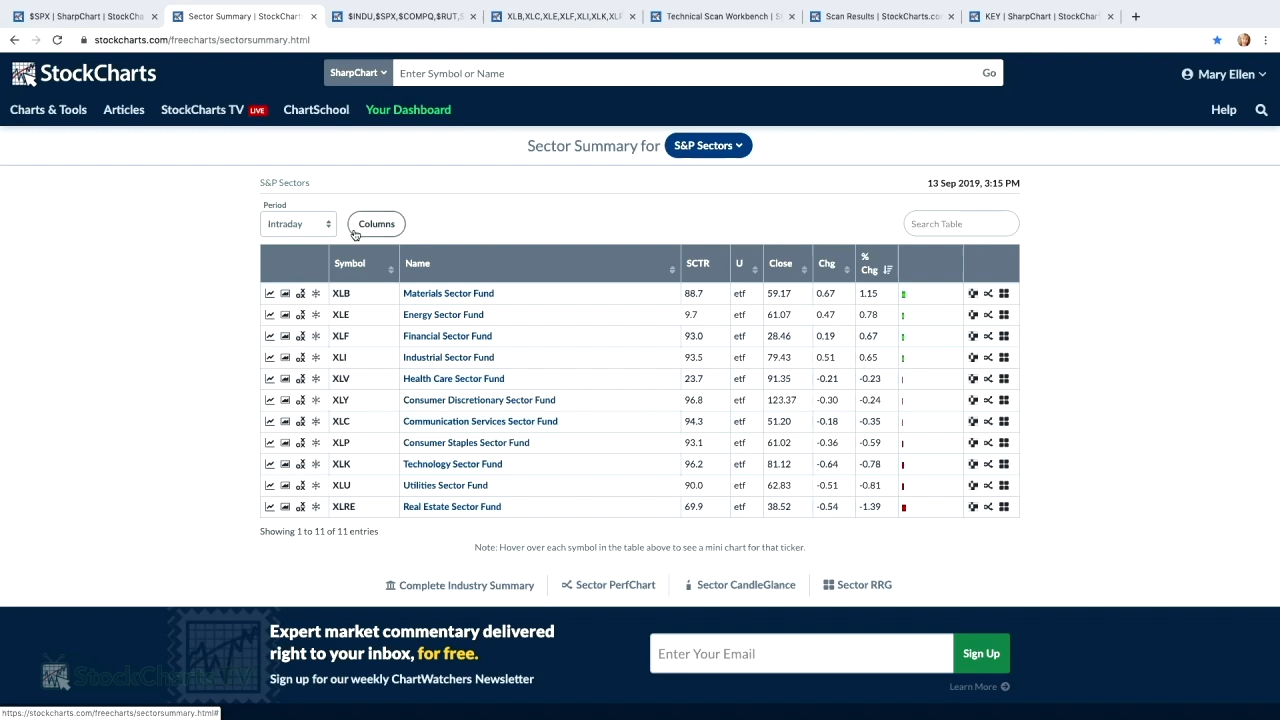 $SPX | SharpChart | StockCha
Sector Summary | StockChart
$INDU,$SPX,$COMPQ,$RUT,$
XLB,XLC,XLE,XLF,XLI,XLK,XLP
Technical Scan Workbench | S
Scan Results | StockCharts.co
KEY | SharpChart | StockChart
stockcharts.com/freecharts/sectorsummary.html
StockCharts
SharpChart
Enter Symbol or Name
Go
Mary Ellen
Charts & Tools Articles StockCharts TV LIVE ChartSchool Your Dashboard Help
Sector Summary for S&P Sectors
S&P Sectors 13 Sep 2019, 3:15 PM
Period
Intraday Columns Search Table
Symbol Name SCTR U Close Chg % Chg
XLB Materials Sector Fund 88.7 etf 59.17 0.67 1.15
XLE Energy Sector Fund 9.7 etf 61.07 0.47 0.78
XLF Financial Sector Fund 93.0 etf 28.46 0.19 0.67
XLI Industrial Sector Fund 93.5 etf 79.43 0.51 0.65
XLV Health Care Sector Fund 23.7 etf 91.35 -0.21 -0.23
XLY Consumer Discretionary Sector Fund 96.8 etf 123.37 -0.30 -0.24
XLC Communication Services Sector Fund 94.3 etf 51.20 -0.18 -0.35
XLP Consumer Staples Sector Fund 93.1 etf 61.02 -0.36 -0.59
XLK Technology Sector Fund 96.2 etf 81.12 -0.64 -0.78
XLU Utilities Sector Fund 90.0 etf 62.83 -0.51 -0.81
XLRE Real Estate Sector Fund 69.9 etf 38.52 -0.54 -1.39
Showing 1 to 11 of 11 entries
Note: Hover over each symbol in the table above to see a mini chart for that ticker.
Complete Industry Summary Sector PerfChart Sector CandleGlance Sector RRG
Expert market commentary delivered
right to your inbox, for free.
Sign up for our weekly ChartWatchers Newsletter
Enter Your Email Sign Up
Learn More
StockCharts TV
https://stockcharts.com/freecharts/sectorsummary.html#